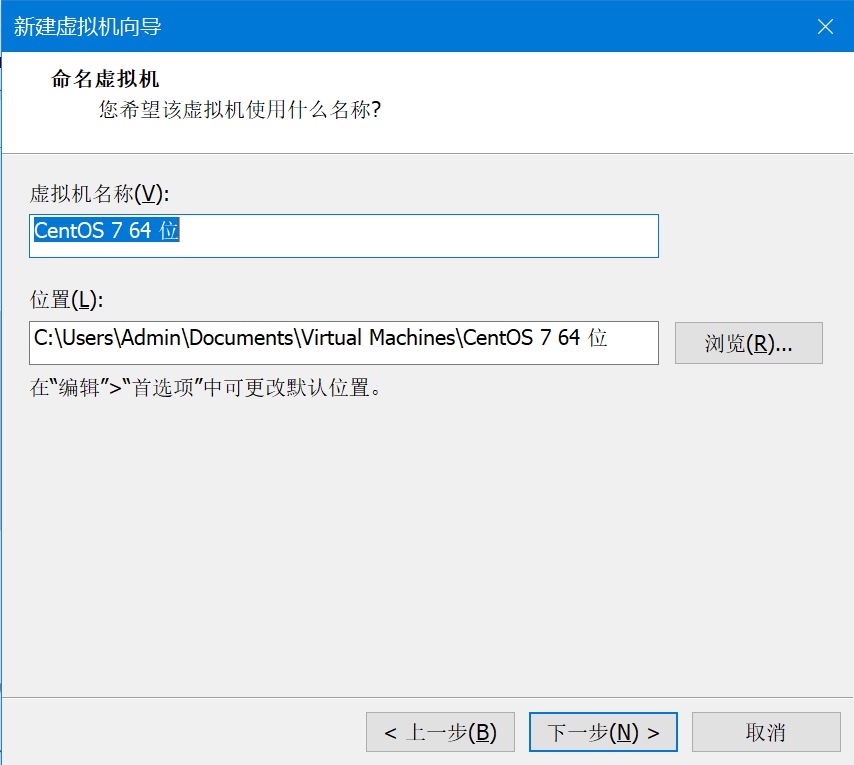 新建虚拟机向导
命名虚拟机
您希望该虚拟机使用什么名称?
虚拟机名称(V):
CentOS 7 64 位
位置(L):
C:\Users\Admin\Documents\Virtual Machines\CentOS 7 64 位
浏览(R)...
在“编辑”>“首选项”中可更改默认位置。
< 上一步(B)
下一步(N) >
取消